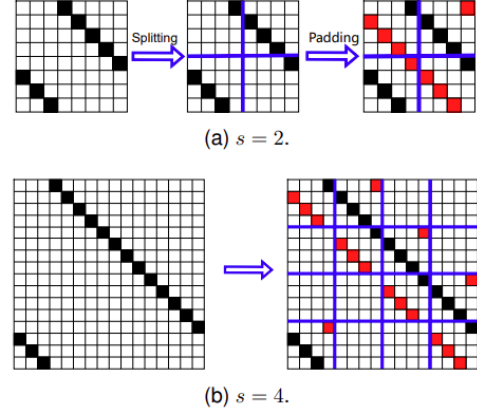 Splitting
Padding
(a) s = 2.
(b) s = 4.